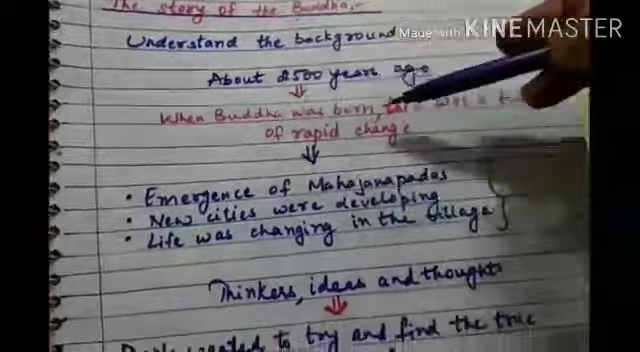 The story of the Buddha,-
Understand the background
Made with KINEMASTER
About 2500 years ago
When Buddha was born, was a
of rapid change
• Emergence of Mahajanapadas
• New cities were developing
• Life was changing in the village
Thinkers, ideas and thoughts
to try and find the true